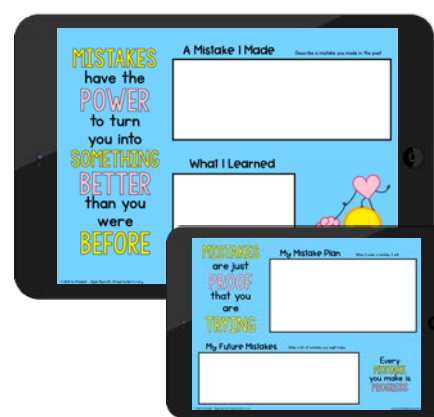 MISTAKES
have the
POWER
to turn
you into
SOMETHING
BETTER
than you
were
BEFORE
A Mistake I Made
Describe a mistake you made in the past
What I Learned
MISTAKES
are just
PROOF
that you
are
TRYING
My Mistake Plan
My Future Mistakes
Every
MISTAKE
you make is
PROGRESS